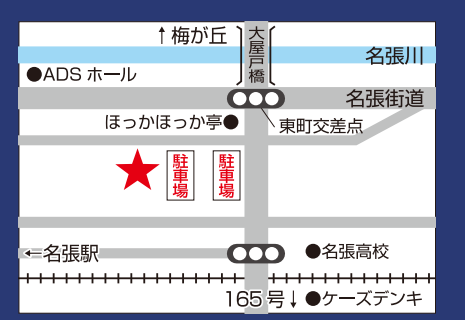 ↑梅が丘
大屋戸橋
名張川
●ADS ホール
名張街道
ほっかほっか亭●
東町交差点
駐車場
駐車場
←名張駅
●名張高校
165号↓
●ケーズデンキ